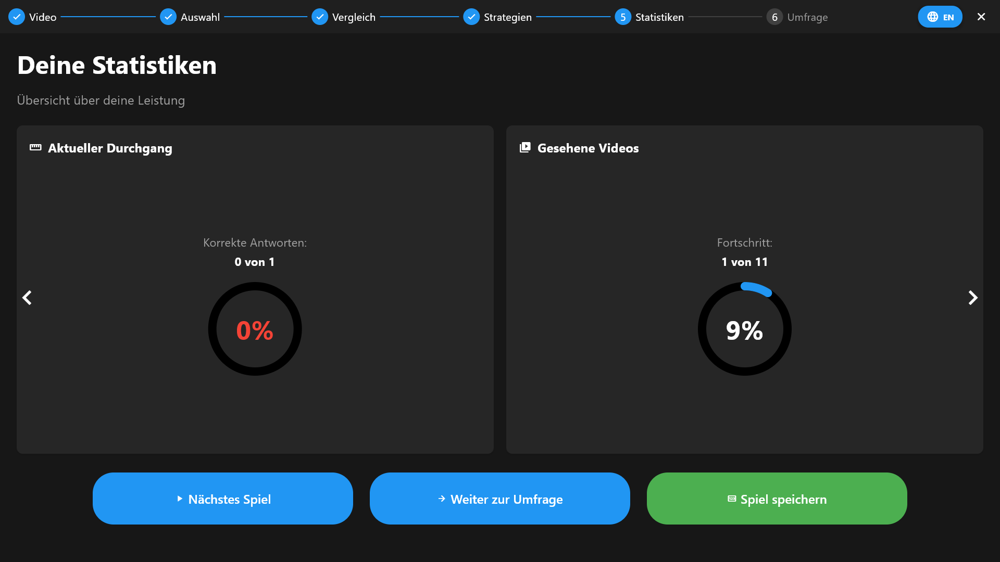 Video
Auswahl
Vergleich
Strategien
5 Statistiken
6 Umfrage
EN
Deine Statistiken
Übersicht über deine Leistung
Aktueller Durchgang
Korrekte Antworten:
0 von 1
0%
Gesehene Videos
Fortschritt:
1 von 11
9%
Nächstes Spiel
Weiter zur Umfrage
Spiel speichern